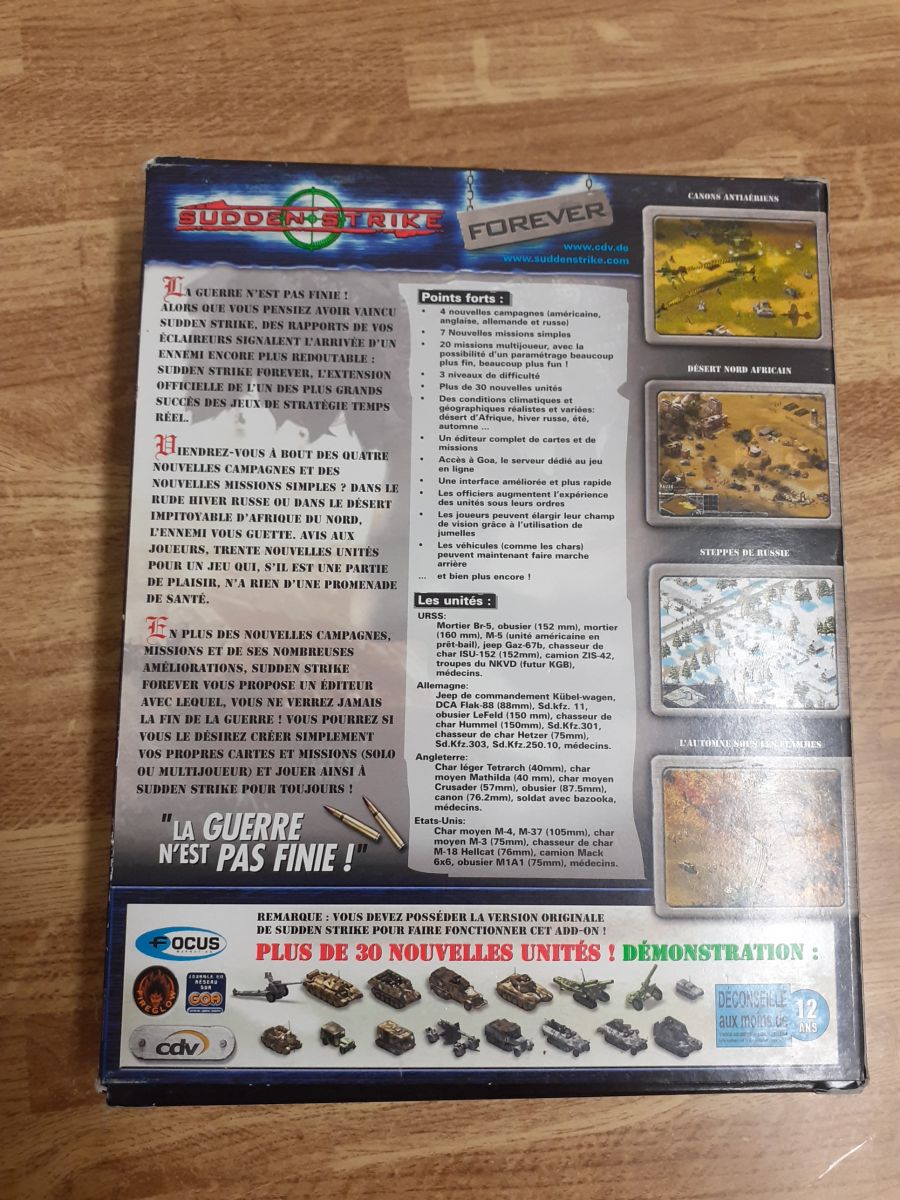 SUDDEN STRIKE
FOREVER
www.cdv.de
www.suddenstrike.com
LA GUERRE N'EST PAS FINIE !
ALORS QUE VOUS PENSIEZ AVOIR VAINCU
SUDDEN STRIKE, DES RAPPORTS DE VOS
ÉCLAIREURS SIGNALENT L'ARRIVÉE D'UN
ENNEMI ENCORE PLUS REDOUTABLE :
SUDDEN STRIKE FOREVER, L'EXTENSION
OFFICIELLE DE L'UN DES PLUS GRANDS
SUCCÈS DES JEUX DE STRATÉGIE TEMPS
RÉEL.
VIENDREZ-VOUS À BOUT DES QUATRE
NOUVELLES CAMPAGNES ET DES
NOUVELLES MISSIONS SIMPLES ? DANS LE
RUDE HIVER RUSSE OU DANS LE DÉSERT
IMPITOYABLE D'AFRIQUE DU NORD,
L'ENNEMI VOUS GUETTE. AVIS AUX
JOUEURS, TRENTE NOUVELLES UNITÉS
POUR UN JEU QUI, S'IL EST UNE PARTIE
DE PLAISIR, N'A RIEN D'UNE PROMENADE
DE SANTÉ.
EN PLUS DES NOUVELLES CAMPAGNES,
MISSIONS ET DE SES NOMBREUSES
AMÉLIORATIONS, SUDDEN STRIKE
FOREVER VOUS PROPOSE UN ÉDITEUR
AVEC LEQUEL, VOUS NE VERREZ JAMAIS
LA FIN DE LA GUERRE ! VOUS POURREZ SI
VOUS LE DÉSIREZ CRÉER SIMPLEMENT
VOS PROPRES CARTES ET MISSIONS (SOLO
OU MULTIJOUEUR) ET JOUER AINSI À
SUDDEN STRIKE POUR TOUJOURS !
"LA GUERRE
N'EST PAS FINIE !"
Points forts :
• 4 nouvelles campagnes (américaine,
anglaise, allemande et russe)
• 7 Nouvelles missions simples
• 20 missions multijoueur, avec la
possibilité d'un paramétrage beaucoup
plus fin, beaucoup plus fun !
• 3 niveaux de difficulté
• Plus de 30 nouvelles unités
• Des conditions climatiques et
géographiques réalistes et variées:
désert d'Afrique, hiver russe, été,
automne ...
• Un éditeur complet de cartes et de
missions
• Accès à Goa, le serveur dédié au jeu
en ligne
• Une interface améliorée et plus rapide
• Les officiers augmentent l'expérience
des unités sous leurs ordres
• Les joueurs peuvent élargir leur champ
de vision grâce à l'utilisation de
jumelles
• Les véhicules (comme les chars)
peuvent maintenant faire marche
arrière
... et bien plus encore !
Les unités :
URSS:
Mortier Br-5, obusier (152 mm), mortier
(160 mm), M-5 (unité américaine en
prêt-bail), jeep Gaz-67b, chasseur de
char ISU-152 (152mm), camion ZIS-42,
troupes du NKVD (futur KGB),
médecins.
Allemagne:
Jeep de commandement Kübel-wagen,
DCA Flak-88 (88mm), Sd.kfz. 11,
obusier LeFeld (150 mm), chasseur de
char Hummel (150mm), Sd.Kfz.301,
chasseur de char Hetzer (75mm),
Sd.Kfz.303, Sd.Kfz.250.10, médecins.
Angleterre:
Char léger Tetrarch (40mm), char
moyen Mathilda (40 mm), char moyen
Crusader (57mm), obusier (87.5mm),
canon (76.2mm), soldat avec bazooka,
médecins.
Etats-Unis:
Char moyen M-4, M-37 (105mm), char
moyen M-3 (75mm), chasseur de char
M-18 Hellcat (76mm), camion Mack
6x6, obusier M1A1 (75mm), médecins.
CANONS ANTIAÉRIENS
DÉSERT NORD AFRICAIN
STEPPES DE RUSSIE
L'AUTOMNE SOUS LES FLAMMES
REMARQUE : VOUS DEVEZ POSSÉDER LA VERSION ORIGINALE
DE SUDDEN STRIKE POUR FAIRE FONCTIONNER CET ADD-ON !
PLUS DE 30 NOUVELLES UNITÉS ! DÉMONSTRATION :
FOCUS
FIREGLOW
JOUABLE EN
RÉSEAU SUR
GOA
cdv
DÉCONSEILLÉ
aux moins de
12
ANS